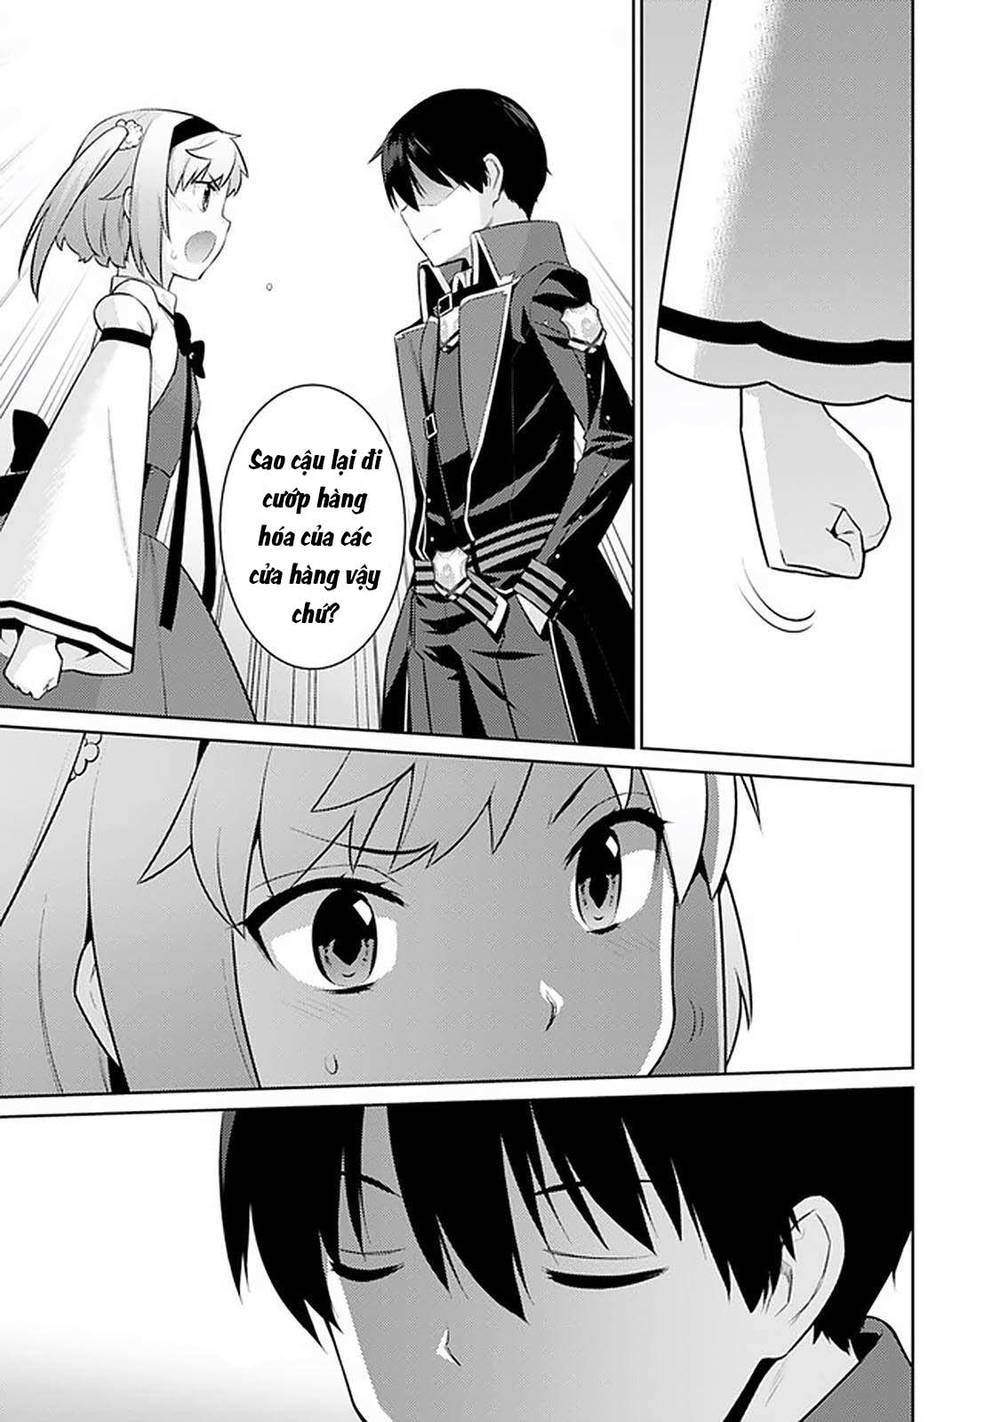 Sao cậu lại đi
cướp hàng
hóa của các
cửa hàng vậy
chứ?